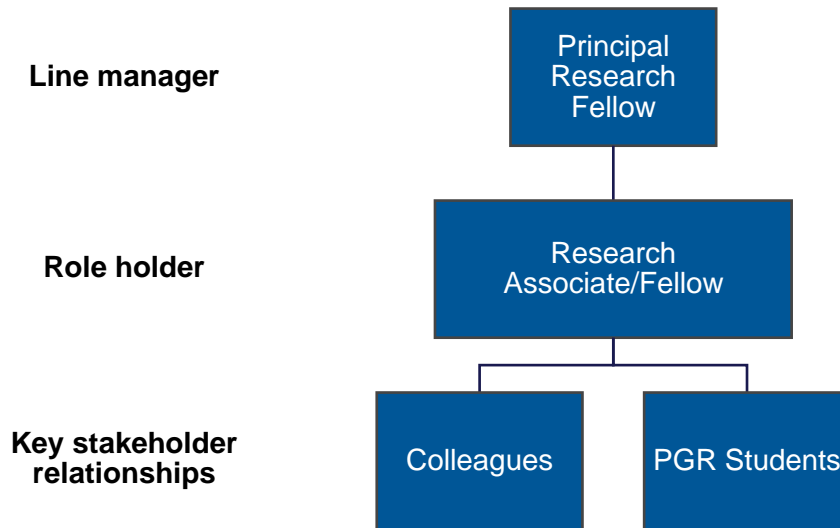 Line manager
Principal
Research
Fellow
Role holder
Research
Associate/Fellow
Key stakeholder
relationships
Colleagues
PGR Students